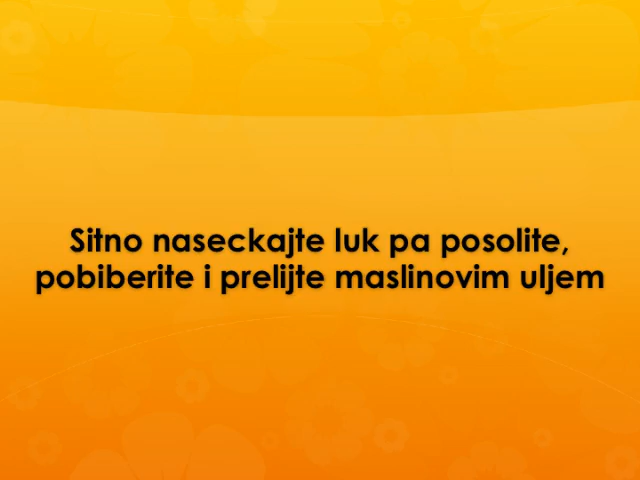 Sitno naseckajte luk pa posolite,
pobiberite i prelijte maslinovim uljem